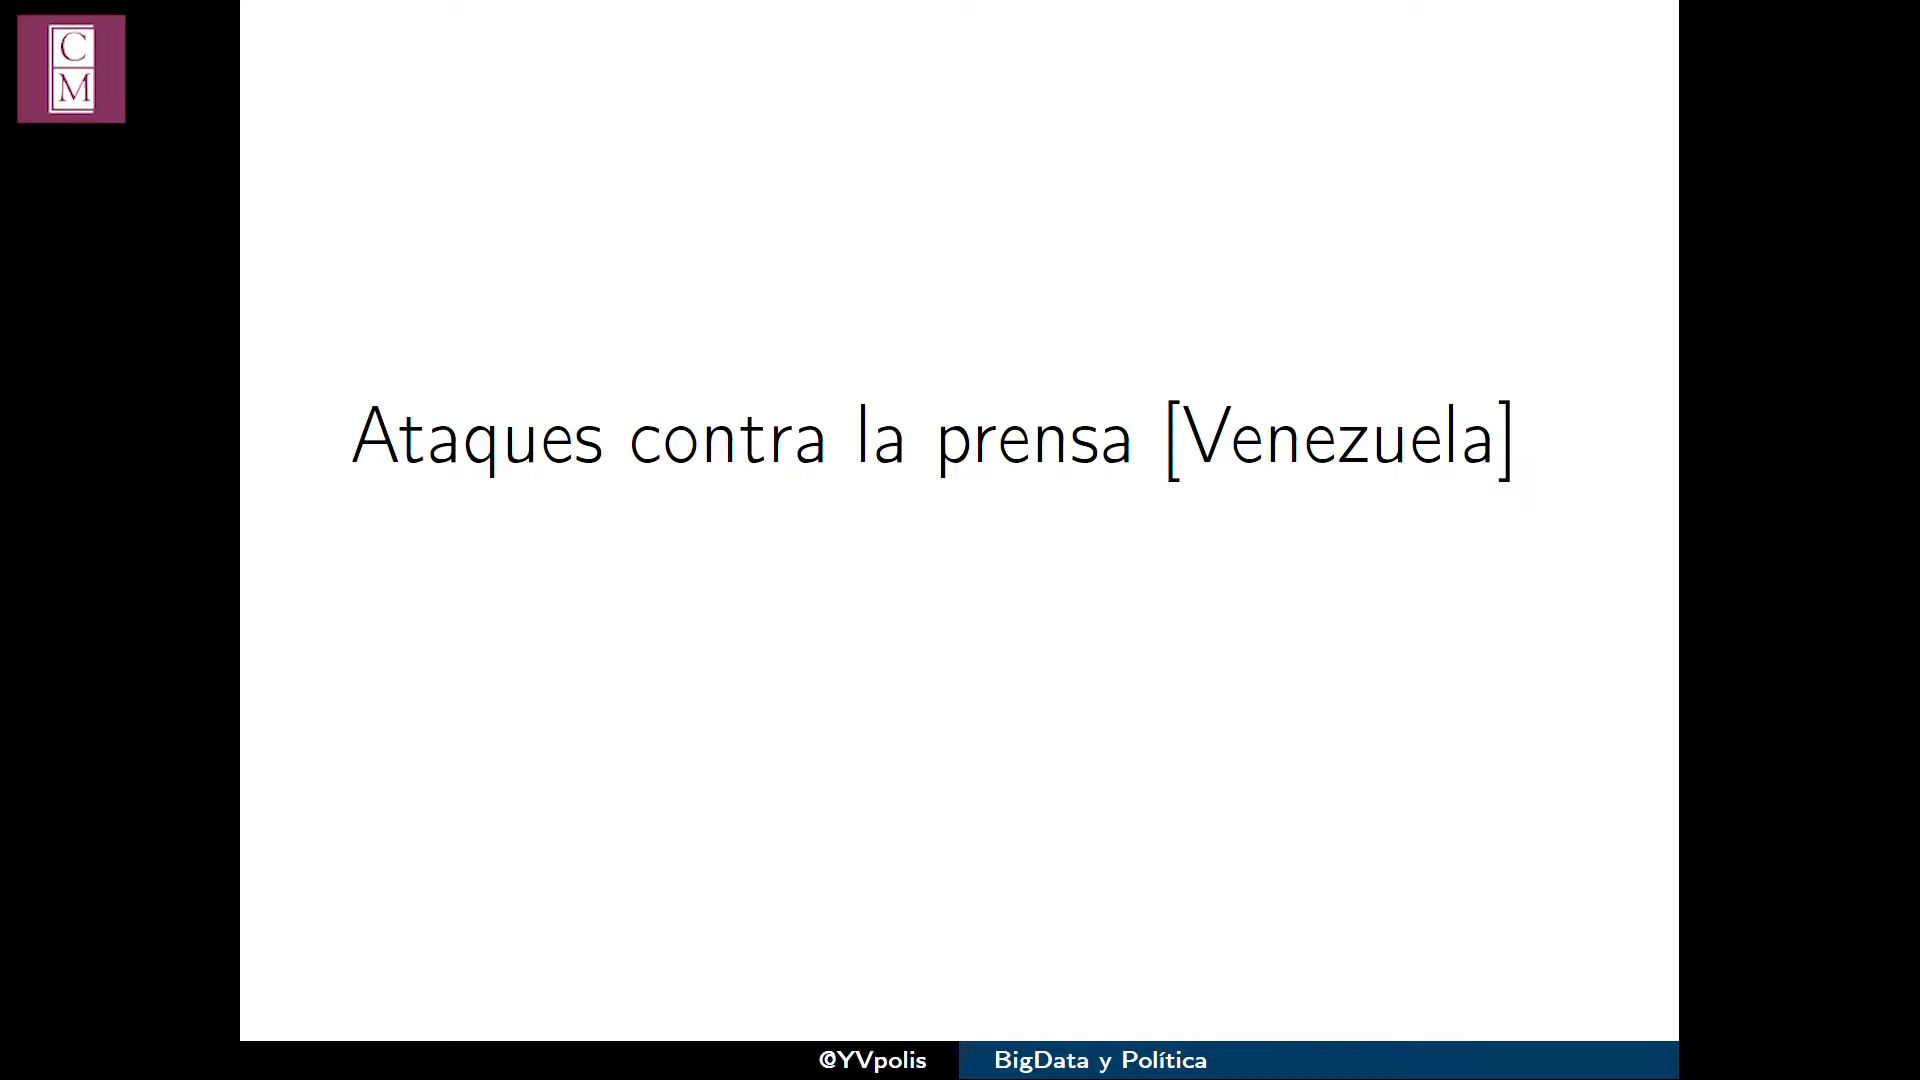 C
M
Ataques contra la prensa [Venezuela]
@YVpolis
BigData y Política